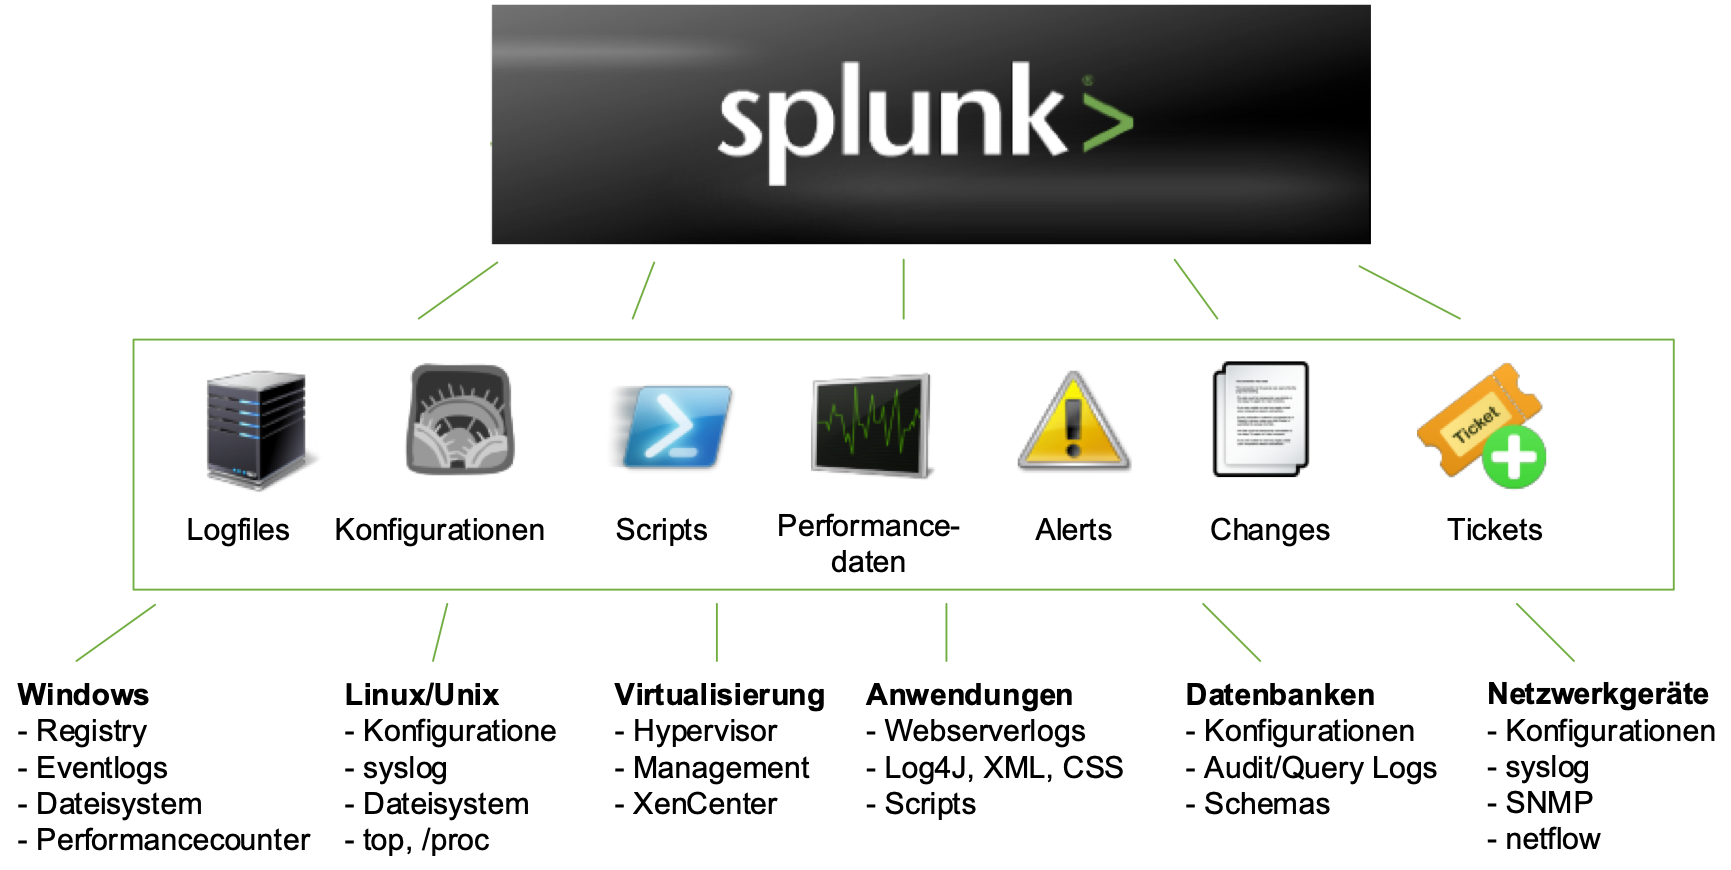 splunk>®
Logfiles
Konfigurationen
Scripts
Performance-
daten
Alerts
Changes
Ticket
Tickets
Windows
- Registry
- Eventlogs
- Dateisystem
- Performancecounter
Linux/Unix
- Konfiguratione
- syslog
- Dateisystem
- top, /proc
Virtualisierung
- Hypervisor
- Management
- XenCenter
Anwendungen
- Webserverlogs
- Log4J, XML, CSS
- Scripts
Datenbanken
- Konfigurationen
- Audit/Query Logs
- Schemas
Netzwerkgeräte
- Konfigurationen
- syslog
- SNMP
- netflow